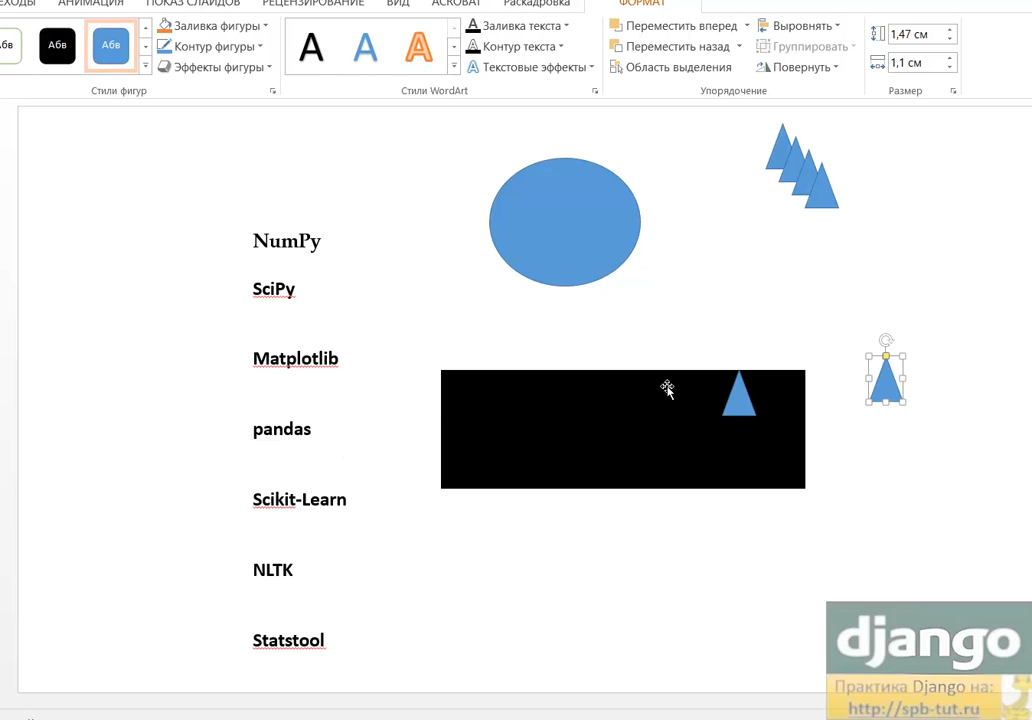 АНИМАЦИЯ ПОКАЗ СЛАЙДОВ РЕЦЕНЗИРОВАНИЕ ВИД ACROBAT Раскадровка ФОРМАТ
Абв Абв Заливка фигуры A A A Заливка текста Переместить вперед Выровнять 1,47 см
Контур фигуры Контур текста Переместить назад Группировать
Эффекты фигуры Текстовые эффекты Область выделения Повернуть 1,1 см
Стили фигур Стили WordArt Упорядочение Размер
NumPy
SciPy
Matplotlib
pandas
Scikit-Learn
NLTK
Statstool
django
Практика Django на:
http://spb-tut.ru